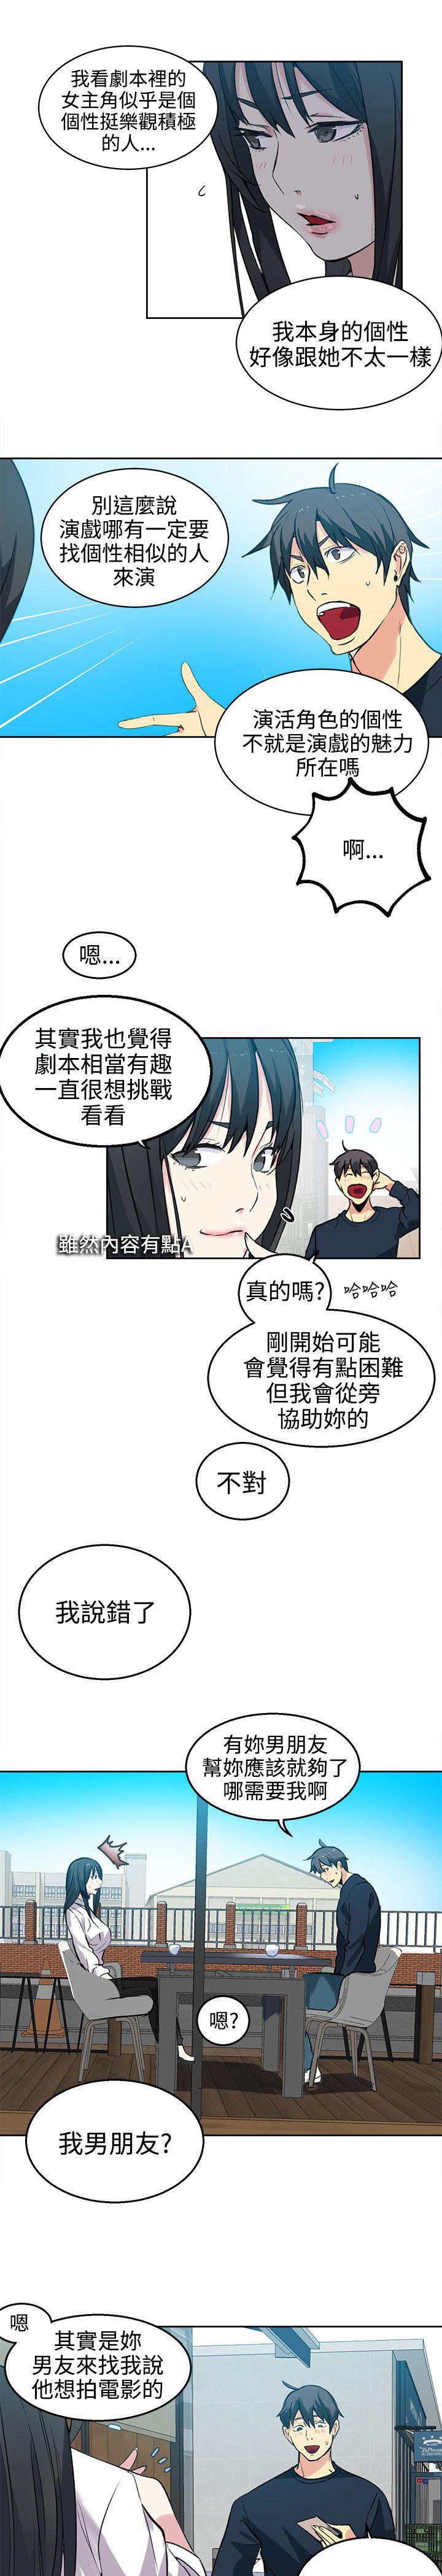 我看劇本裡的
女主角似乎是個
個性挺樂觀積極
的人...
我本身的個性
好像跟她不太一樣
別這麼說
演戲哪有一定要
找個性相似的人
來演
演活角色的個性
不就是演戲的魅力
所在嗎
啊...
嗯...
其實我也覺得
劇本相當有趣
一直很想挑戰
看看
雖然內容有點A
真的嗎?
哈哈哈
剛開始可能
會覺得有點困難
但我會從旁
協助妳的
不對
我說錯了
有妳男朋友
幫妳應該就夠了
哪需要我啊
嗯?
我男朋友?
嗯
其實是妳
男友來找我說
他想拍電影的